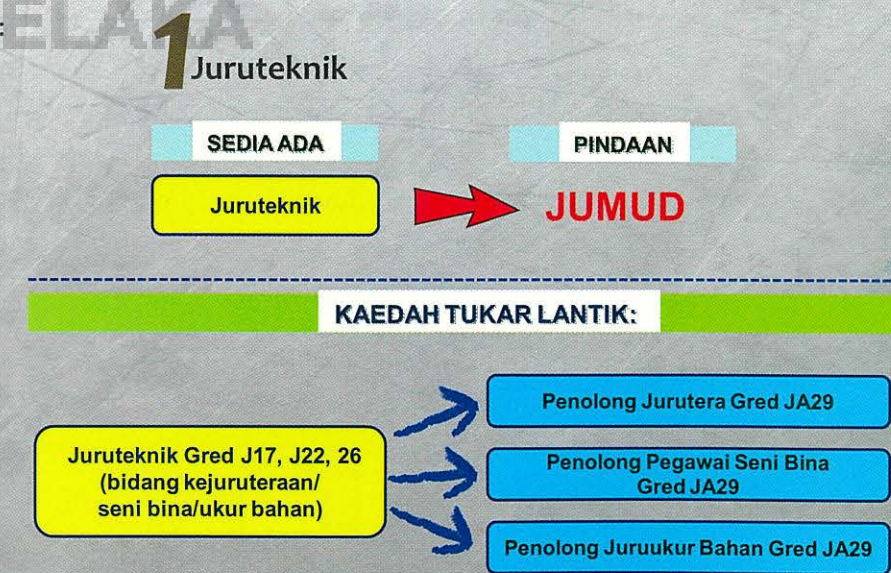 ELAKA
1 Juruteknik
SEDIA ADA
PINDAAN
Juruteknik
JUMUD
KAEDAH TUKAR LANTIK:
Juruteknik Gred J17, J22, 26
(bidang kejuruteraan/
seni bina/ukur bahan)
Penolong Jurutera Gred JA29
Penolong Pegawai Seni Bina
Gred JA29
Penolong Juruukur Bahan Gred JA29